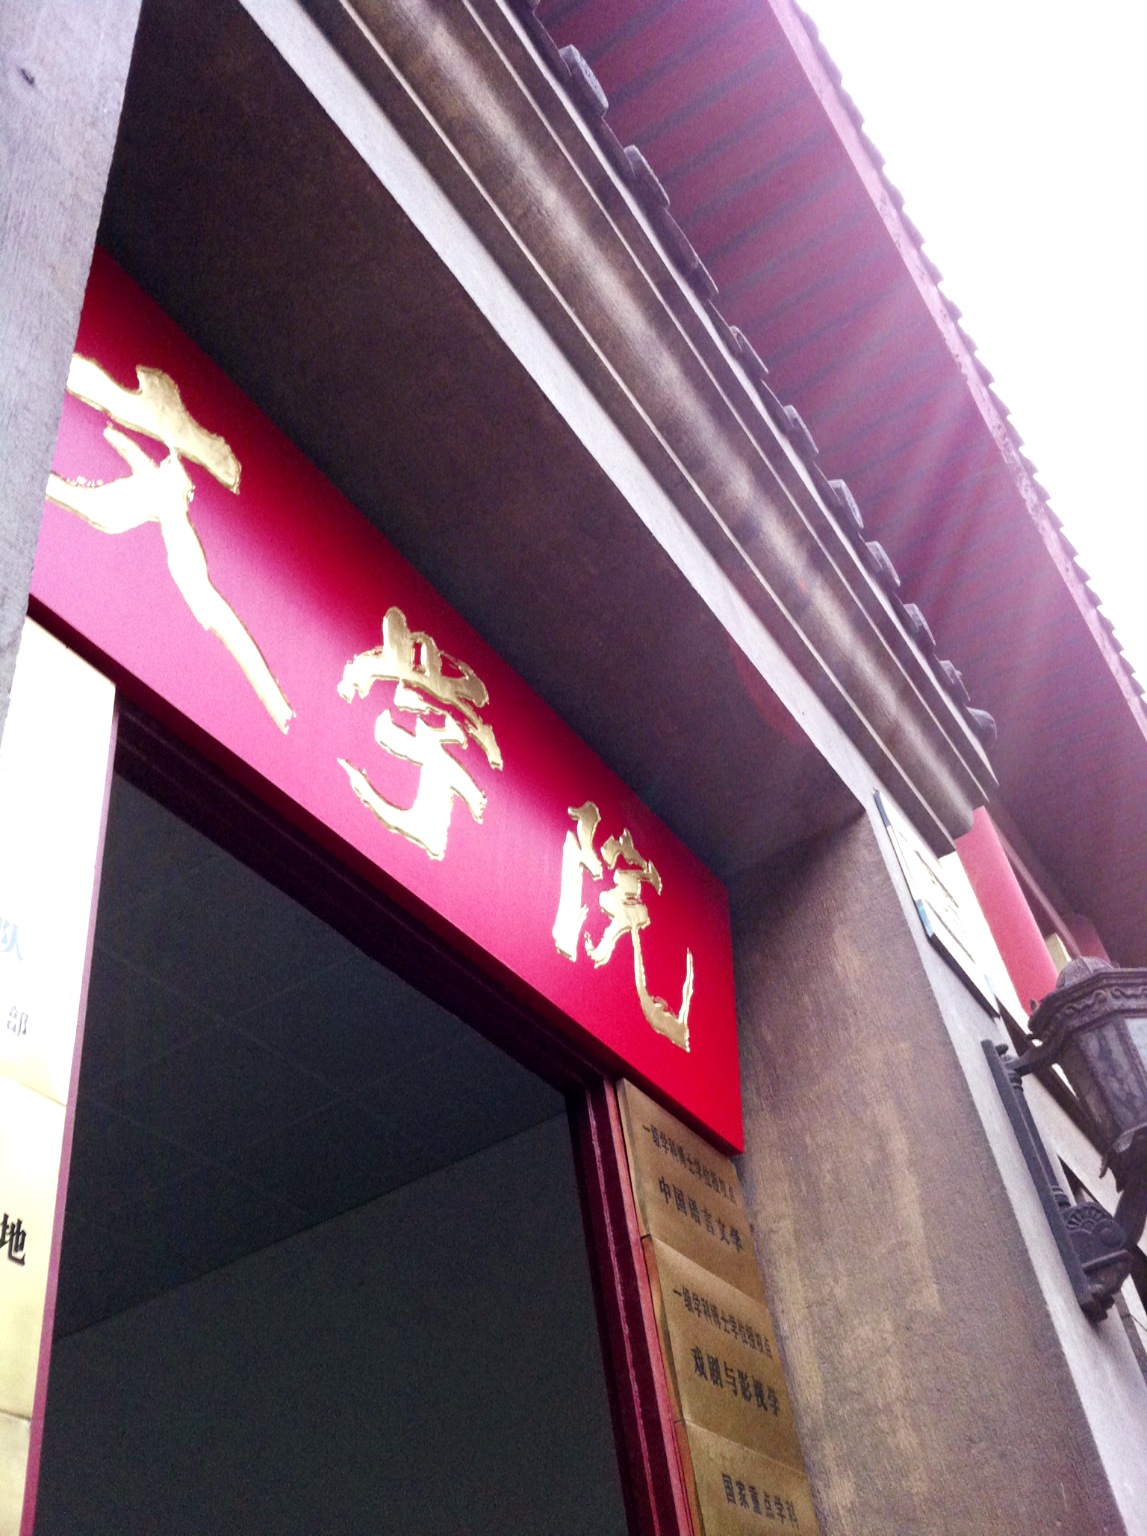 文学院
队
部
地
一级学科博士学位授权点
中国语言文学
一级学科博士学位授权点
戏剧与影视学
国家重点学科